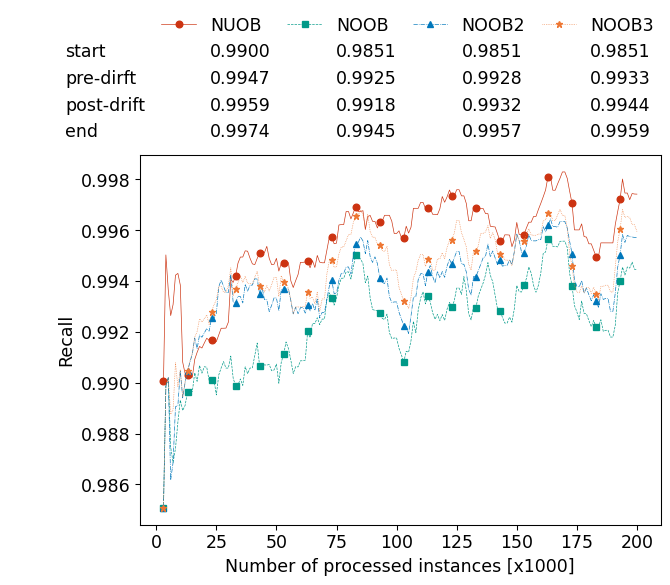 NUOB NOOB NOOB2 NOOB3
start 0.9900 0.9851 0.9851 0.9851
pre-dirft 0.9947 0.9925 0.9928 0.9933
post-drift 0.9959 0.9918 0.9932 0.9944
end 0.9974 0.9945 0.9957 0.9959
0.998
0.996
0.994
0.992
0.990
0.988
0.986
Recall
0 25 50 75 100 125 150 175 200
Number of processed instances [x1000]